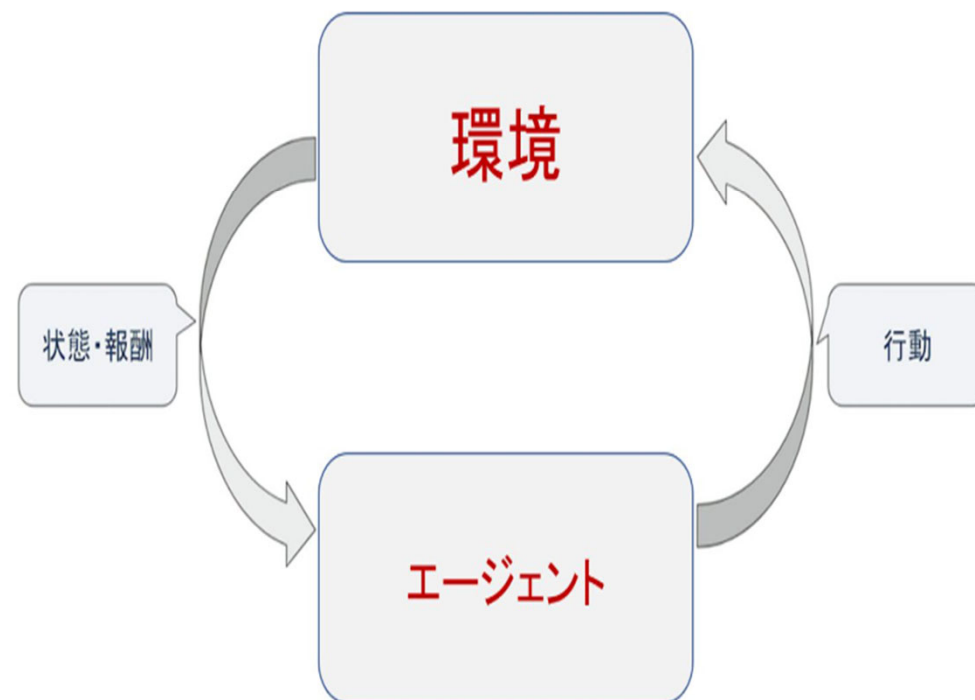 環境
状態・報酬
行動
エージェント